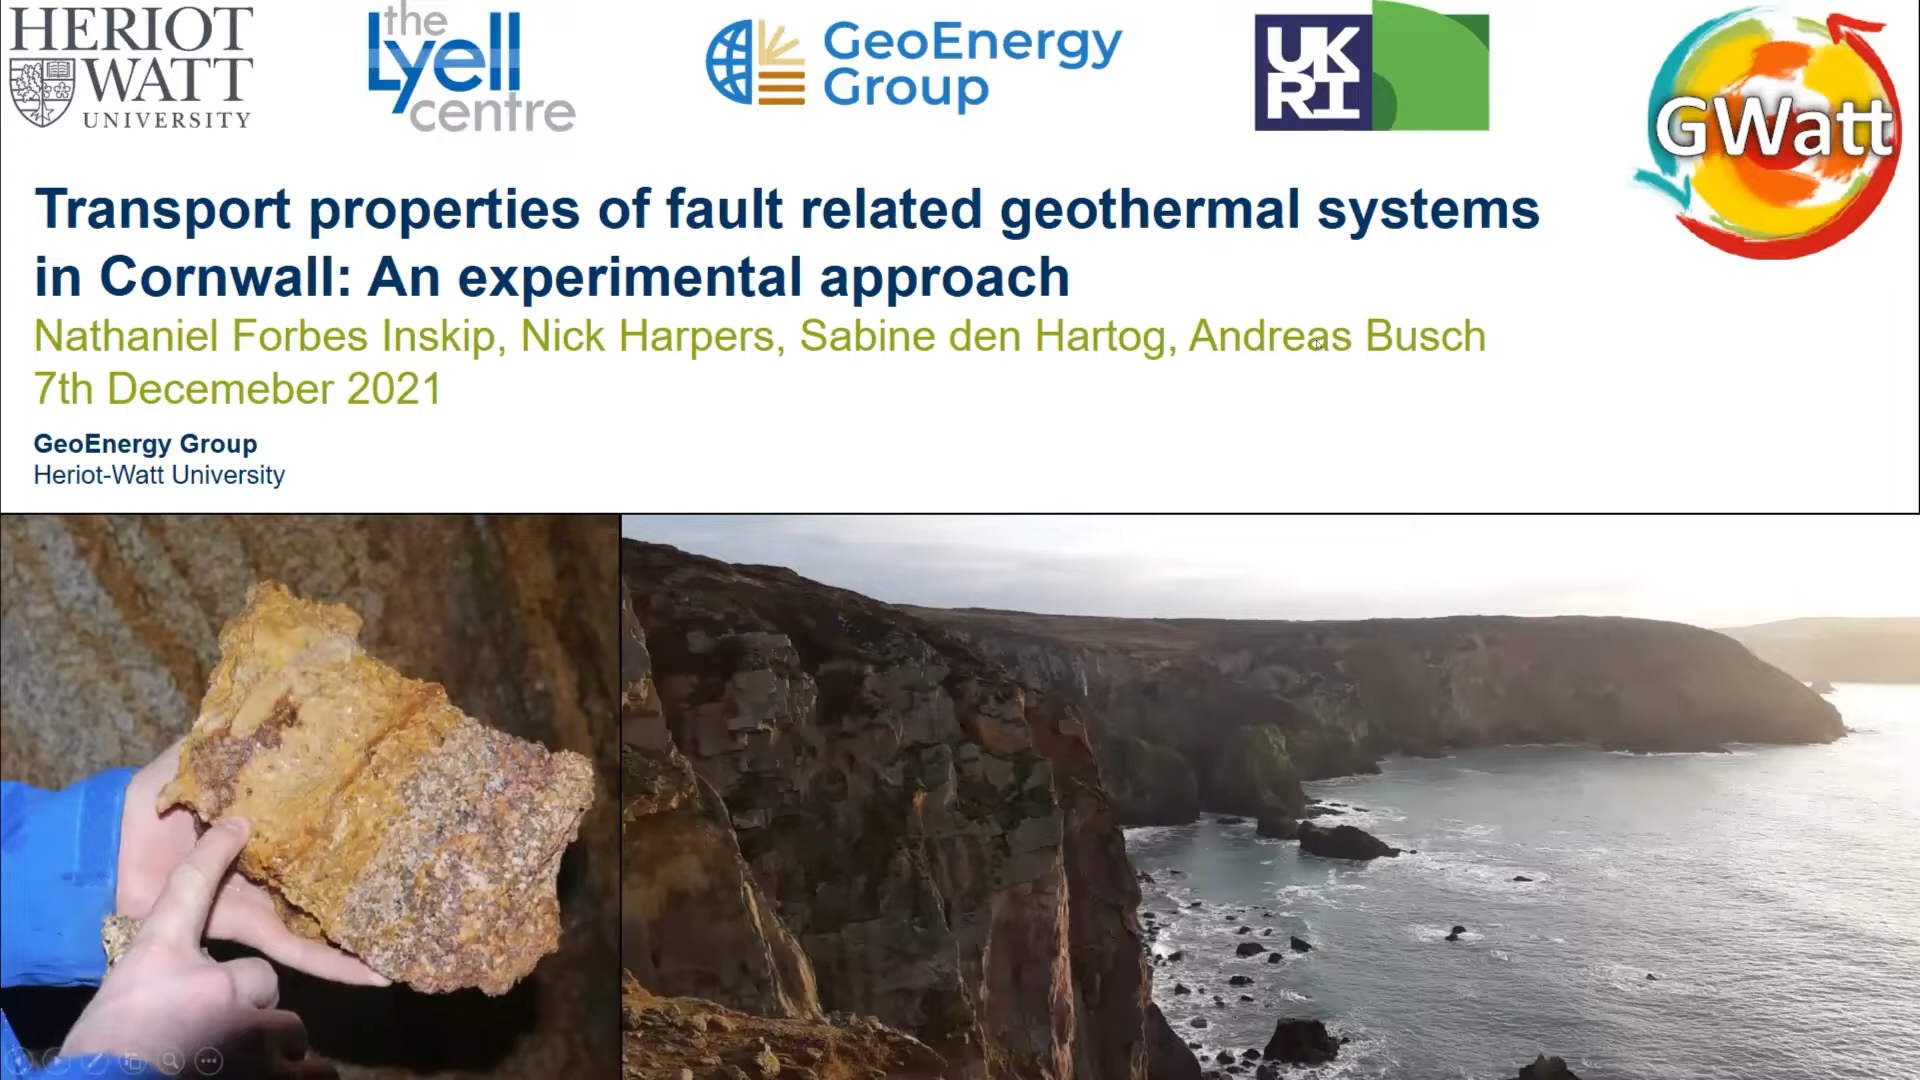 HERIOT
WATT
UNIVERSITY
the
Lyell
centre
GeoEnergy
Group
UK
RI
GWatt
Transport properties of fault related geothermal systems
in Cornwall: An experimental approach
Nathaniel Forbes Inskip, Nick Harpers, Sabine den Hartog, Andreas Busch
7th Decemeber 2021
GeoEnergy Group
Heriot-Watt University